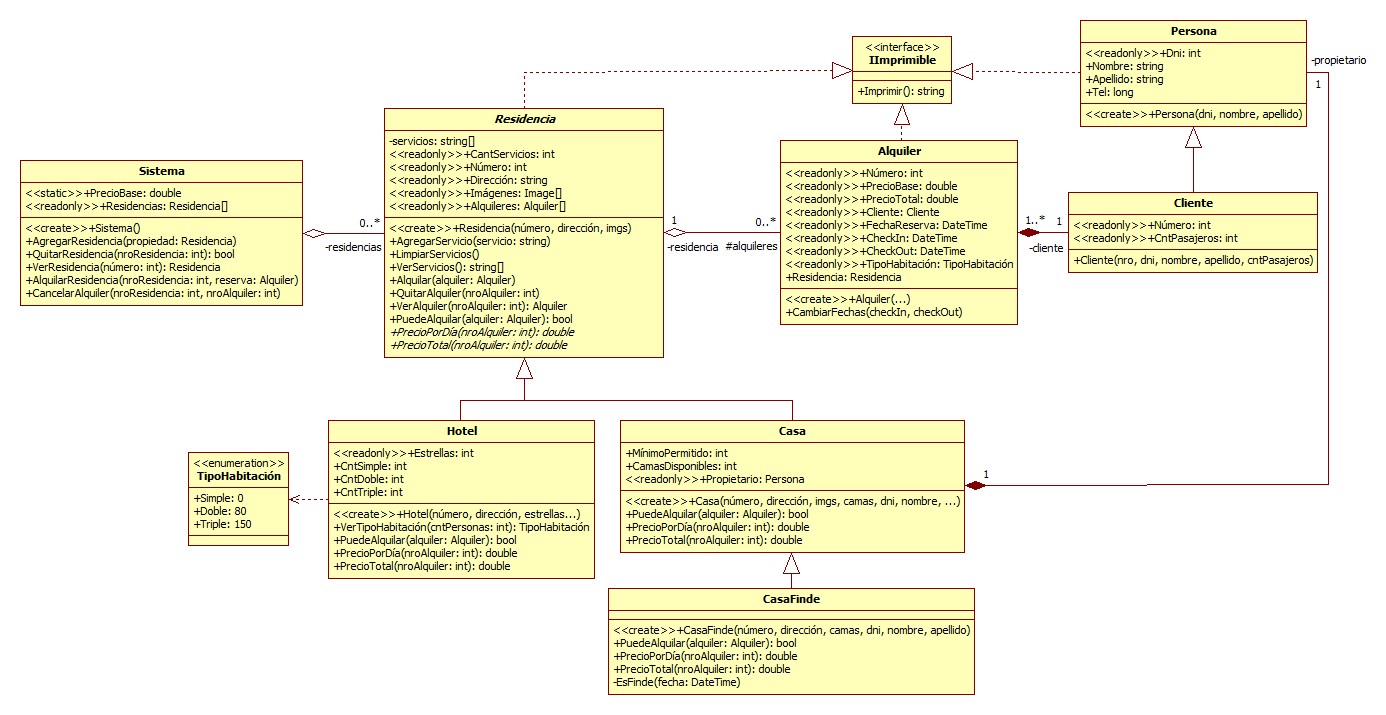 <<interface>>
IImprimible
+Imprimir(): string
Persona
<<readonly>>+Dni: int
+Nombre: string
+Apellido: string
+Tel: long
<<create>>+Persona(dni, nombre, apellido)
-propietario
1
Residencia
-servicios: string[]
<<readonly>>+CantServicios: int
<<readonly>>+Número: int
<<readonly>>+Dirección: string
<<readonly>>+Imágenes: Image[]
<<readonly>>+Alquileres: Alquiler[]
<<create>>+Residencia(número, dirección, imgs)
+AgregarServicio(servicio: string)
+LimpiarServicios()
+VerServicios(): string[]
+Alquilar(alquiler: Alquiler)
+QuitarAlquiler(nroAlquiler: int)
+VerAlquiler(nroAlquiler: int): Alquiler
+PuedeAlquilar(alquiler: Alquiler): bool
+PrecioPorDía(nroAlquiler: int): double
+PrecioTotal(nroAlquiler: int): double
Sistema
<<static>>+PrecioBase: double
<<readonly>>+Residencias: Residencia[]
<<create>>+Sistema()
+AgregarResidencia(propiedad: Residencia)
+QuitarResidencia(nroResidencia: int): bool
+VerResidencia(número: int): Residencia
+AlquilarResidencia(nroResidencia: int, reserva: Alquiler)
+CancelarAlquiler(nroResidencia: int, nroAlquiler: int)
0..*
-residencias
1
-residencia
0..*
#alquileres
Alquiler
<<readonly>>+Número: int
<<readonly>>+PrecioBase: double
<<readonly>>+PrecioTotal: double
<<readonly>>+Cliente: Cliente
<<readonly>>+FechaReserva: DateTime
<<readonly>>+CheckIn: DateTime
<<readonly>>+CheckOut: DateTime
<<readonly>>+TipoHabitación: TipoHabitación
+Residencia: Residencia
<<create>>+Alquiler(...)
+CambiarFechas(checkIn, checkOut)
1..*
1
-cliente
Cliente
<<readonly>>+Número: int
<<readonly>>+CntPasajeros: int
+Cliente(nro, dni, nombre, apellido, cntPasajeros)
<<enumeration>>
TipoHabitación
+Simple: 0
+Doble: 80
+Triple: 150
Hotel
<<readonly>>+Estrellas: int
+CntSimple: int
+CntDoble: int
+CntTriple: int
<<create>>+Hotel(número, dirección, estrellas...)
+VerTipoHabitación(cntPersonas: int): TipoHabitación
+PuedeAlquilar(alquiler: Alquiler): bool
+PrecioPorDía(nroAlquiler: int): double
+PrecioTotal(nroAlquiler: int): double
Casa
+MínimoPermitido: int
+CamasDisponibles: int
<<readonly>>+Propietario: Persona
<<create>>+Casa(número, dirección, imgs, camas, dni, nombre, ...)
+PuedeAlquilar(alquiler: Alquiler): bool
+PrecioPorDía(nroAlquiler: int): double
+PrecioTotal(nroAlquiler: int): double
1
CasaFinde
<<create>>+CasaFinde(número, dirección, camas, dni, nombre, apellido)
+PuedeAlquilar(alquiler: Alquiler): bool
+PrecioPorDía(nroAlquiler: int): double
+PrecioTotal(nroAlquiler: int): double
-EsFinde(fecha: DateTime)